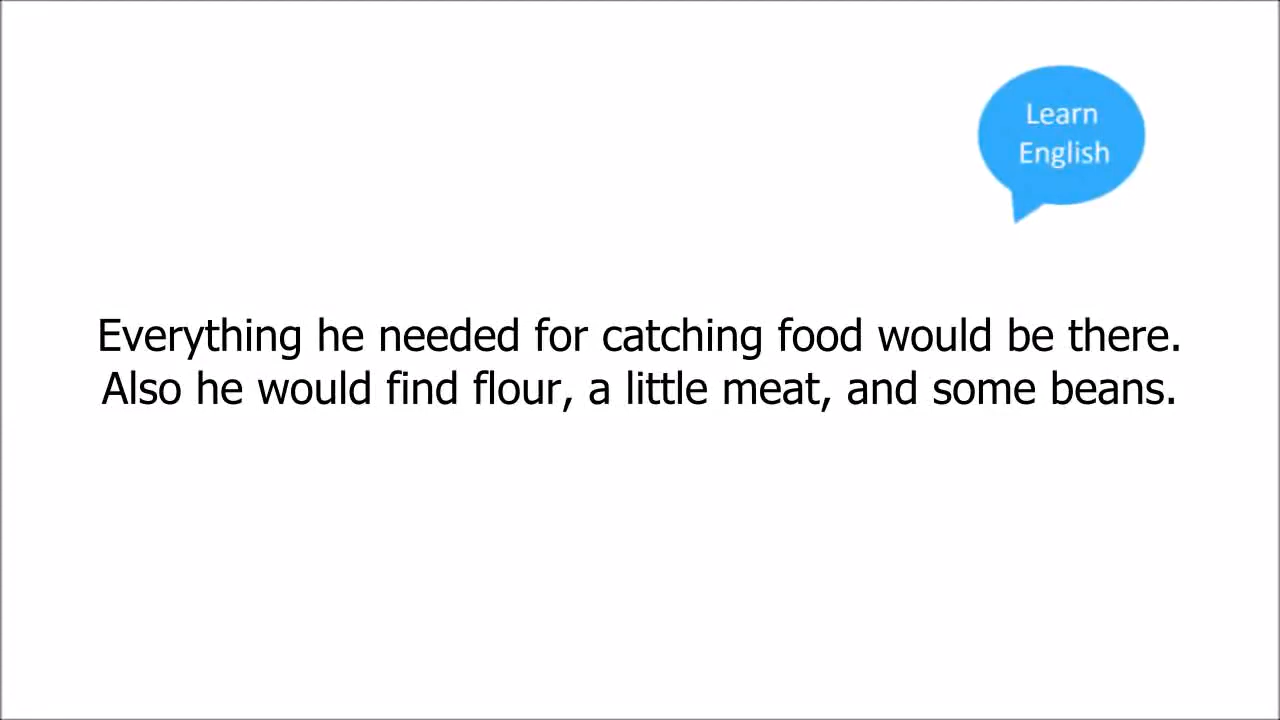 Learn
English
Everything he needed for catching food would be there.
Also he would find flour, a little meat, and some beans.